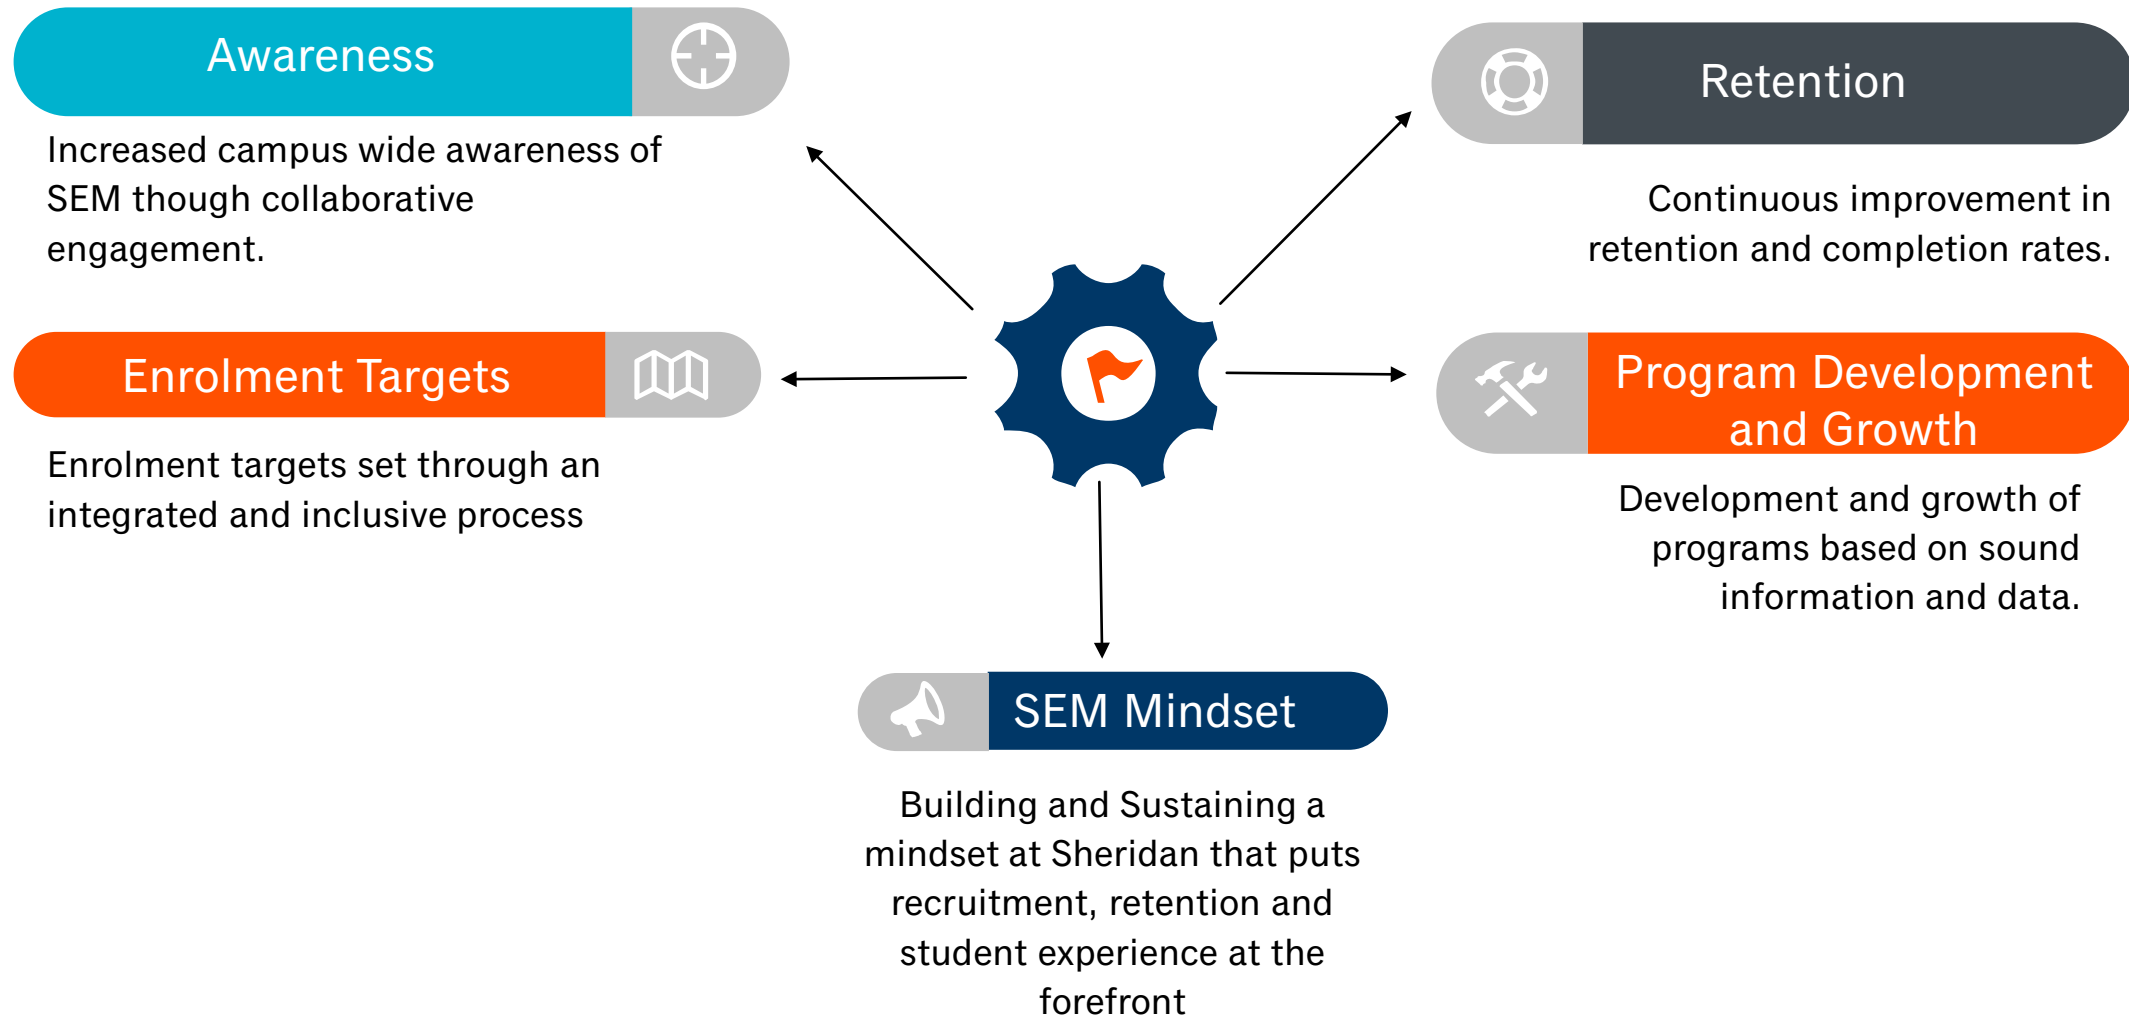 Awareness
Increased campus wide awareness of
SEM though collaborative
engagement.
Enrolment Targets
Enrolment targets set through an
integrated and inclusive process
Retention
Continuous improvement in
retention and completion rates.
Program Development
and Growth
Development and growth of
programs based on sound
information and data.
SEM Mindset
Building and Sustaining a
mindset at Sheridan that puts
recruitment, retention and
student experience at the
forefront